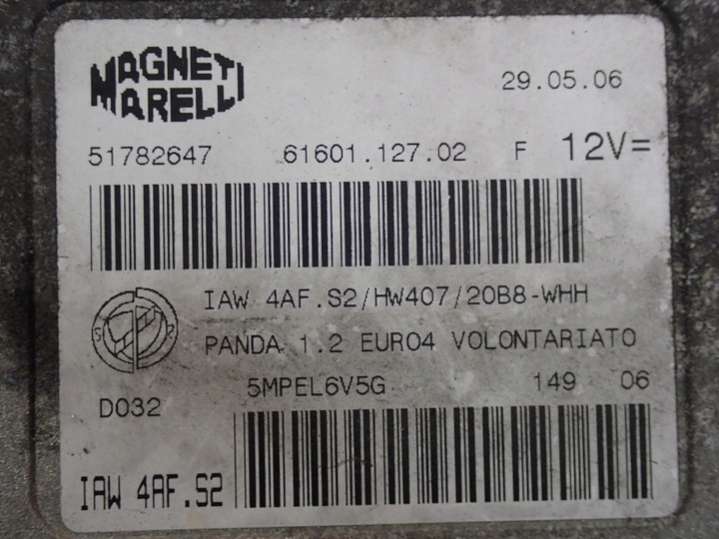 MAGNETI
MARELLI
29.05.06
51782647 61601.127.02 F 12V=
IAW 4AF.S2/HW407/20B8-WHH
PANDA 1.2 EURO4 VOLONTARIATO
5MPEL6V5G 149 06
D032
IAW 4AF.S2